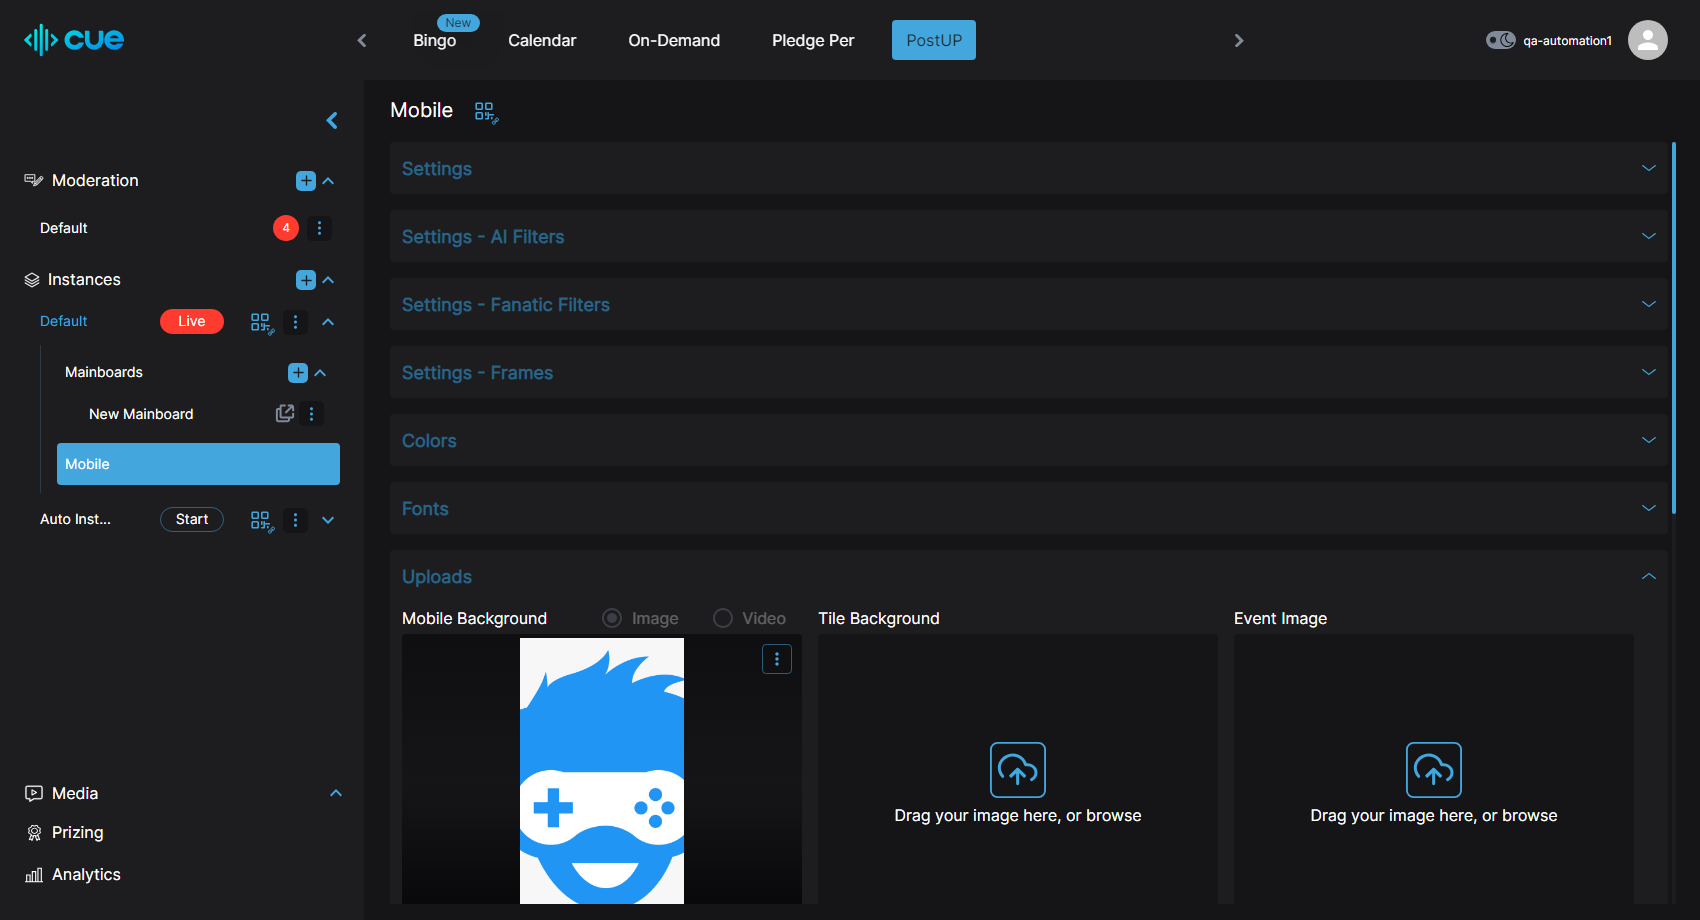 cue
Bingo
New
Calendar
On-Demand
Pledge Per
PostUP
qa-automation1
Moderation
Default
4
Instances
Default
Live
Mainboards
New Mainboard
Mobile
Auto Inst...
Start
Media
Prizing
Analytics
Mobile
Settings
Settings - AI Filters
Settings - Fanatic Filters
Settings - Frames
Colors
Fonts
Uploads
Mobile Background
Image
Video
Tile Background
Event Image
Drag your image here, or browse
Drag your image here, or browse